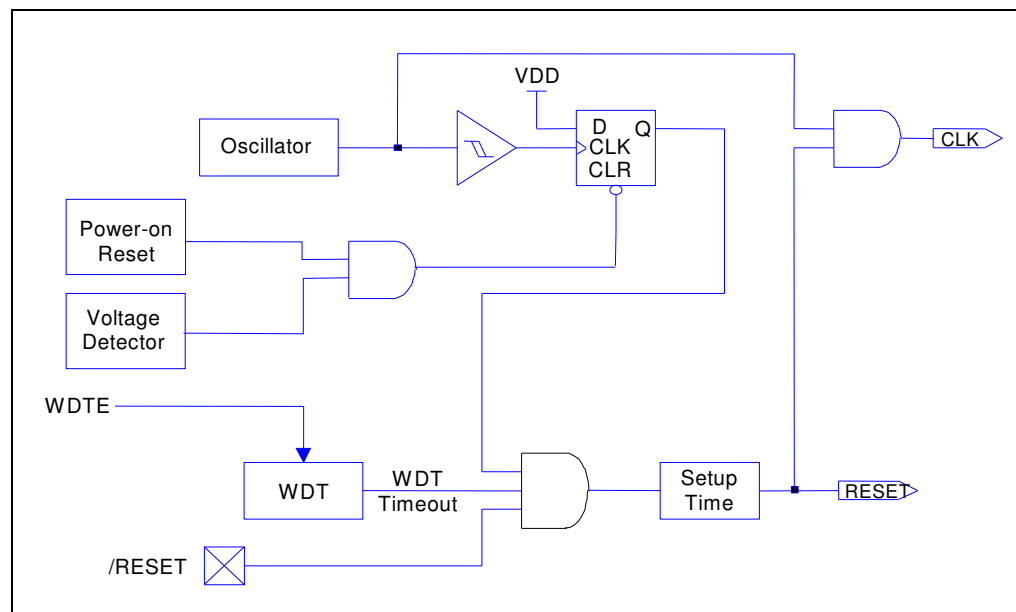 VDD
Oscillator
D Q
CLK
CLR
CLK
Power-on
Reset
Voltage
Detector
WDTE
WDT
WDT
Timeout
Setup
Time
RESET
/RESET